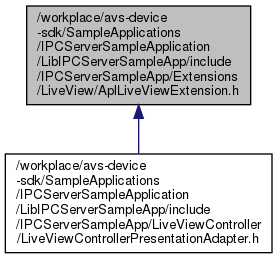 /workplace/avs-device
-sdk/SampleApplications
/IPCServerSampleApplication
/LibIPCServerSampleApp/include
/IPCServerSampleApp/Extensions
/LiveView/AplLiveViewExtension.h
/workplace/avs-device
-sdk/SampleApplications
/IPCServerSampleApplication
/LibIPCServerSampleApp/include
/IPCServerSampleApp/LiveViewController
/LiveViewControllerPresentationAdapter.h